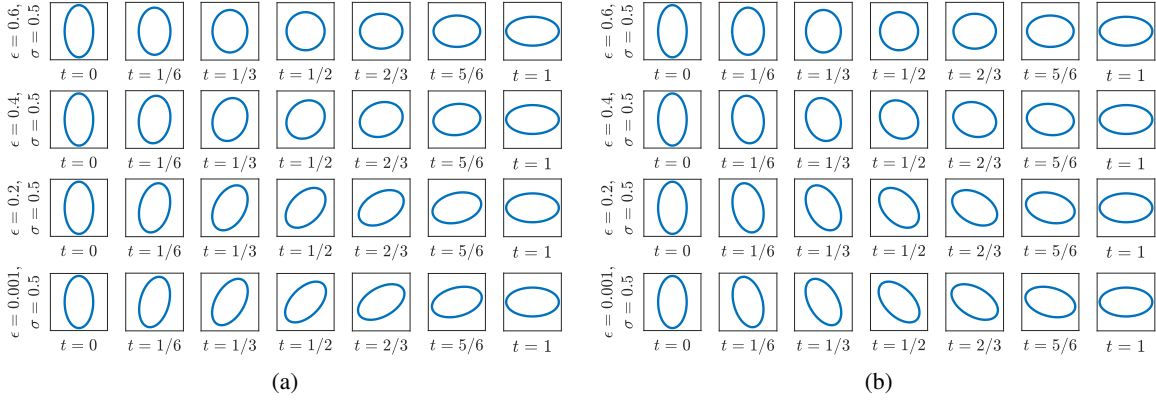 ϵ = 0.6,
σ = 0.5
t = 0 t = 1/6 t = 1/3 t = 1/2 t = 2/3 t = 5/6 t = 1
ϵ = 0.4,
σ = 0.5
t = 0 t = 1/6 t = 1/3 t = 1/2 t = 2/3 t = 5/6 t = 1
ϵ = 0.2,
σ = 0.5
t = 0 t = 1/6 t = 1/3 t = 1/2 t = 2/3 t = 5/6 t = 1
ϵ = 0.001,
σ = 0.5
t = 0 t = 1/6 t = 1/3 t = 1/2 t = 2/3 t = 5/6 t = 1
(a)
ϵ = 0.6,
σ = 0.5
t = 0 t = 1/6 t = 1/3 t = 1/2 t = 2/3 t = 5/6 t = 1
ϵ = 0.4,
σ = 0.5
t = 0 t = 1/6 t = 1/3 t = 1/2 t = 2/3 t = 5/6 t = 1
ϵ = 0.2,
σ = 0.5
t = 0 t = 1/6 t = 1/3 t = 1/2 t = 2/3 t = 5/6 t = 1
ϵ = 0.001,
σ = 0.5
t = 0 t = 1/6 t = 1/3 t = 1/2 t = 2/3 t = 5/6 t = 1
(b)